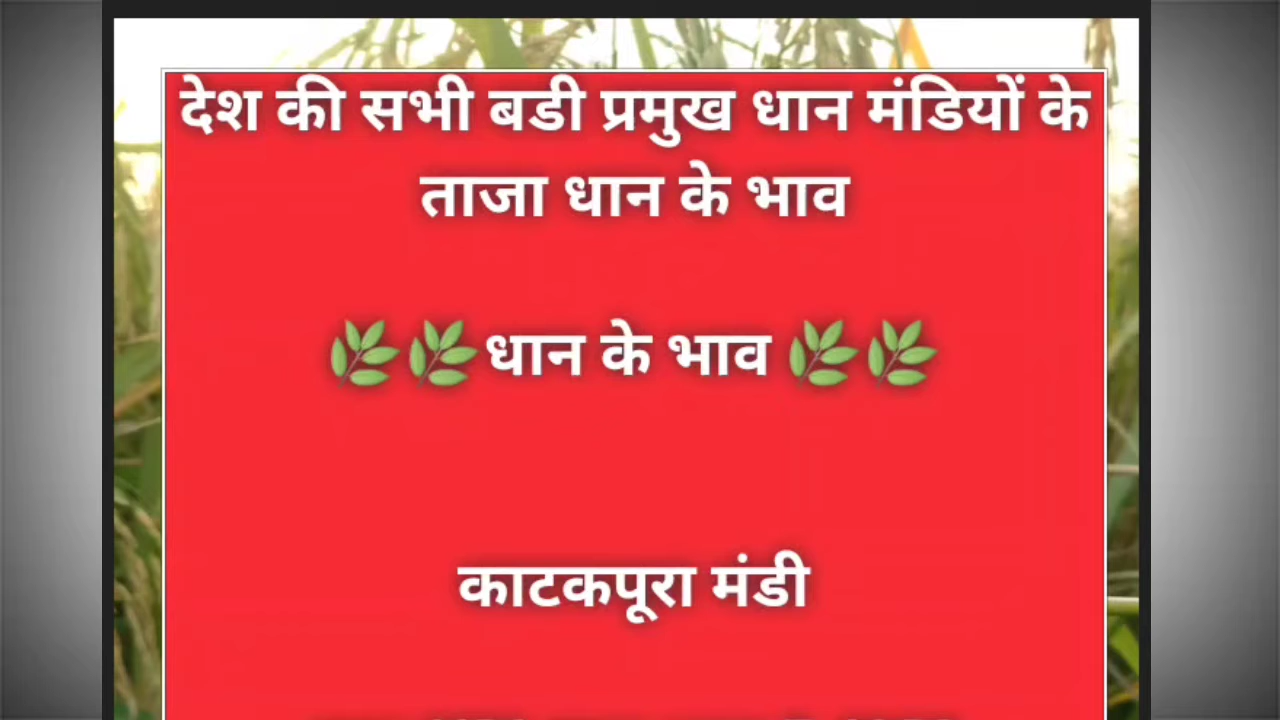 देश की सभी बडी प्रमुख धान मंडियों के
ताजा धान के भाव
🌿🌿धान के भाव 🌿🌿
काटकपूरा मंडी